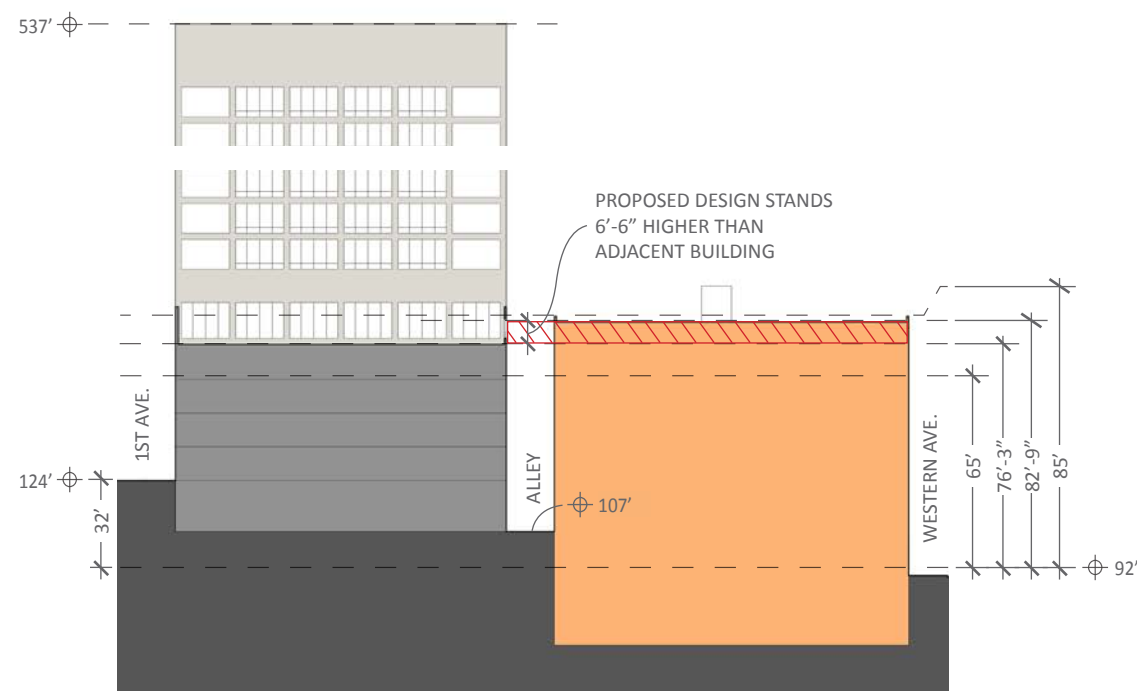 537'
PROPOSED DESIGN STANDS
6'-6" HIGHER THAN
ADJACENT BUILDING
1ST AVE.
124'
32'
ALLEY
107'
WESTERN AVE.
65'
76'-3"
82'-9"
85'
92'